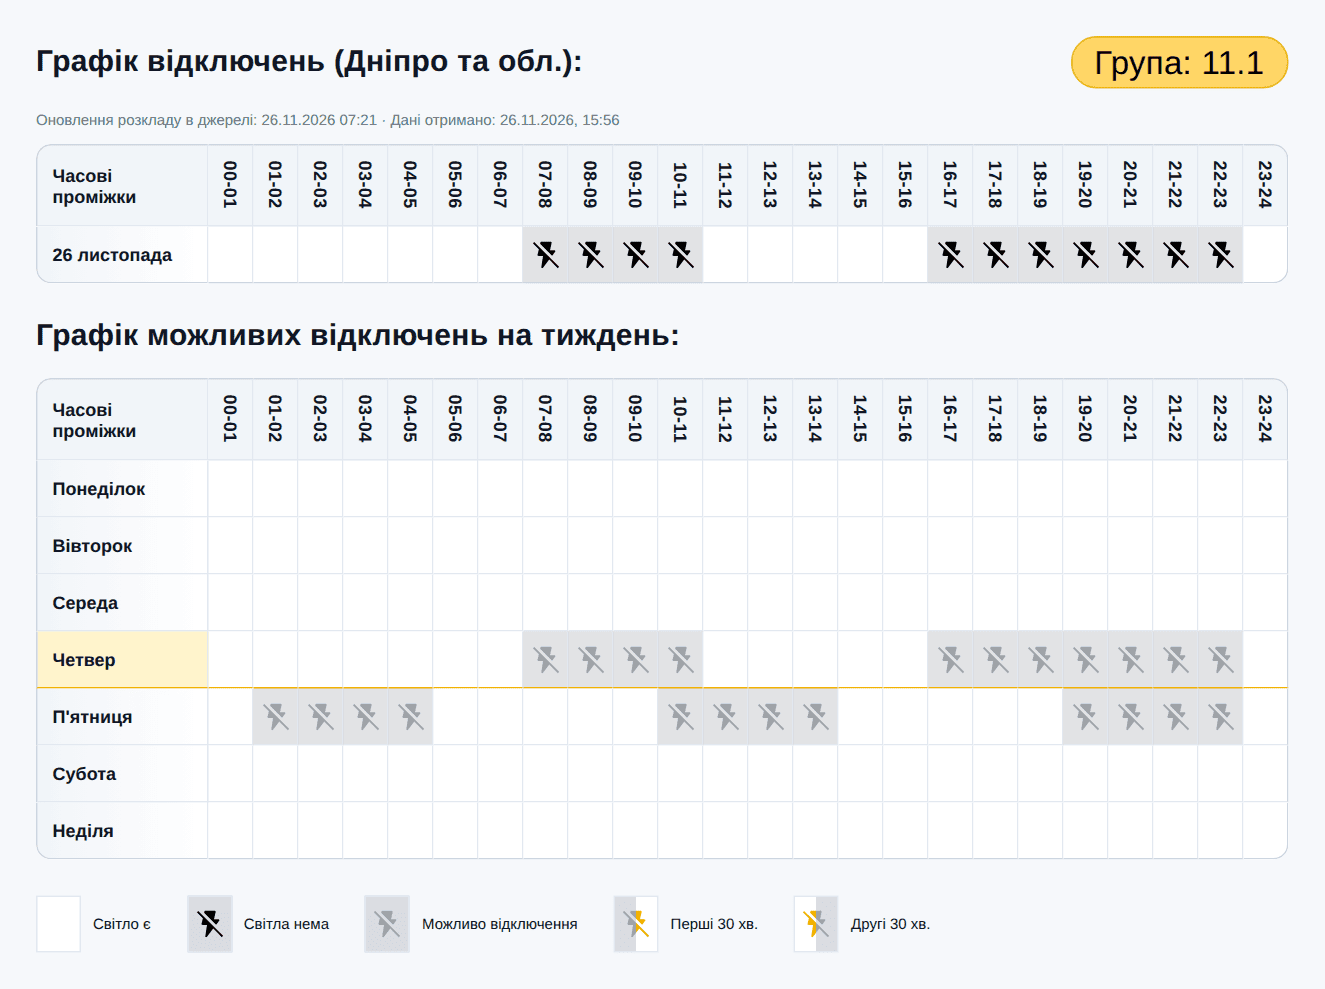 Графік відключень (Дніпро та обл.):
Група: 11.1
Оновлення розкладу в джерелі: 26.11.2026 07:21 · Дані отримано: 26.11.2026, 15:56
Часові
проміжки
00-01 01-02 02-03 03-04 04-05 05-06 06-07 07-08 08-09 09-10 10-11 11-12 12-13 13-14 14-15 15-16 16-17 17-18 18-19 19-20 20-21 21-22 22-23 23-24
26 листопада
Графік можливих відключень на тиждень:
Часові
проміжки
00-01 01-02 02-03 03-04 04-05 05-06 06-07 07-08 08-09 09-10 10-11 11-12 12-13 13-14 14-15 15-16 16-17 17-18 18-19 19-20 20-21 21-22 22-23 23-24
Понеділок
Вівторок
Середа
Четвер
П'ятниця
Субота
Неділя
Світло є
Світла нема
Можливо відключення
Перші 30 хв.
Другі 30 хв.